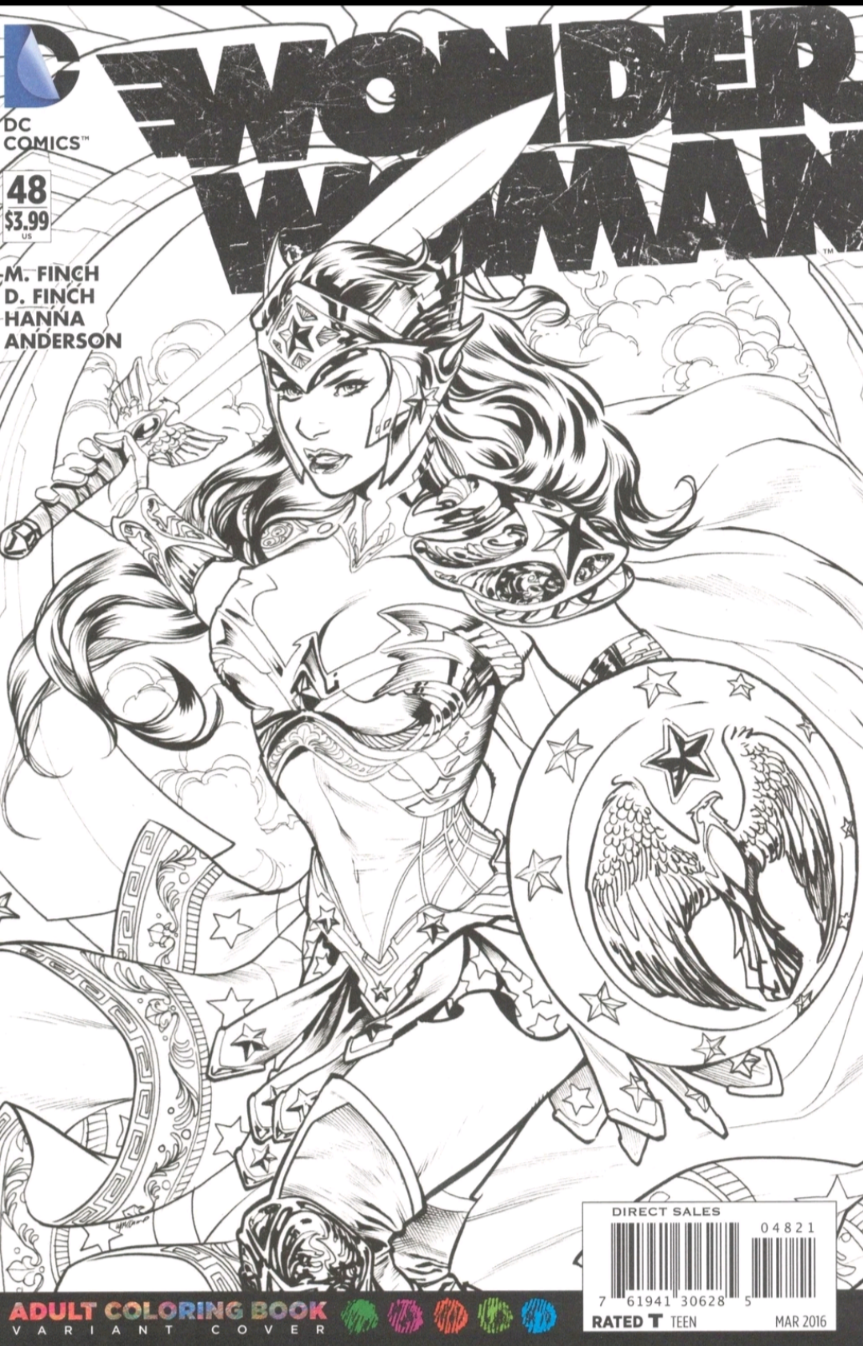 DC
COMICS™
48
$3.99
US
WONDER
WOMAN
™
M. FINCH
D. FINCH
HANNA
ANDERSON
DIRECT SALES
04821
7 61941 30628 5
RATED T TEEN MAR 2016
ADULT COLORING BOOK
VARIANT COVER